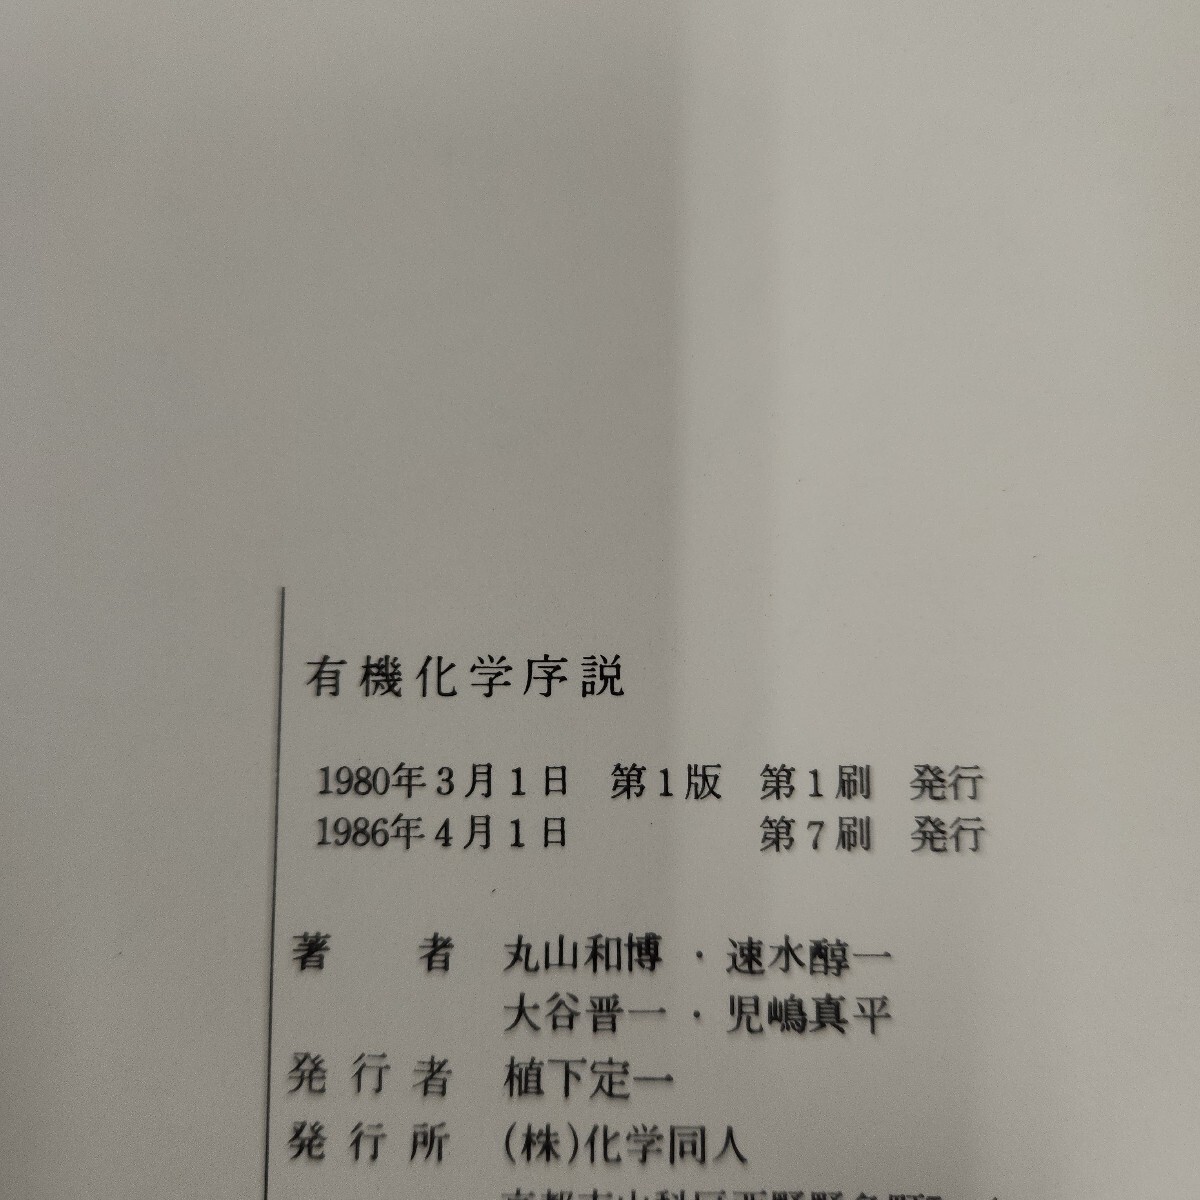 有機化学序説
1980年3月1日 第1版 第1刷 発行
1986年4月1日 第7刷 発行
著者 丸山和博・速水醇一
大谷晋一・児嶋真平
発行者 植下定一
発行所 (株)化学同人